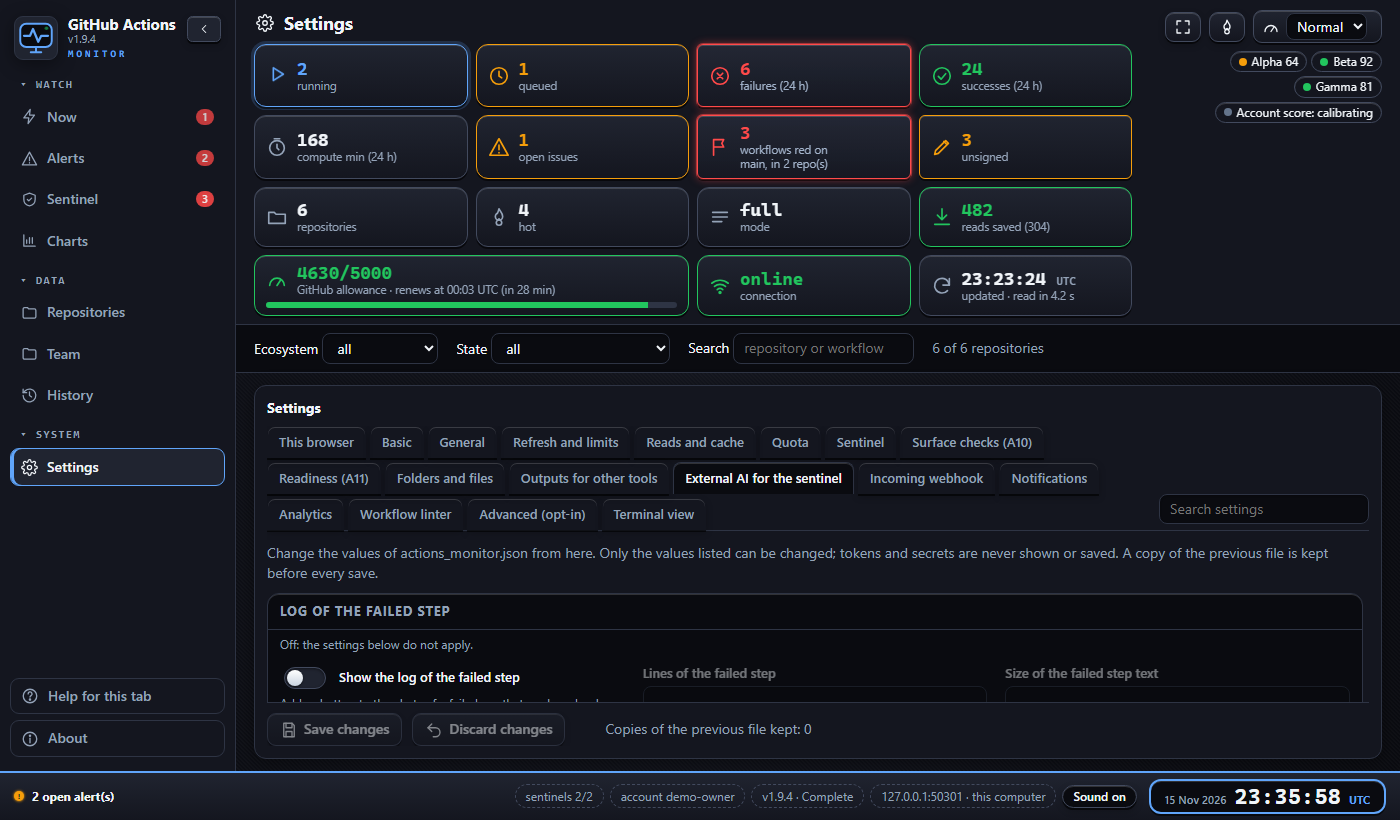 GitHub Actions
v1.9.4
MONITOR
WATCH
Now 1
Alerts 2
Sentinel 3
Charts
DATA
Repositories
Team
History
SYSTEM
Settings
Help for this tab
About
Settings
Normal
Alpha 64 Beta 92
Gamma 81
Account score: calibrating
2
running
1
queued
6
failures (24 h)
24
successes (24 h)
168
compute min (24 h)
1
open issues
3
workflows red on
main, in 2 repo(s)
3
unsigned
6
repositories
4
hot
full
mode
482
reads saved (304)
4630/5000
GitHub allowance · renews at 00:03 UTC (in 28 min)
online
connection
23:23:24 UTC
updated · read in 4.2 s
Ecosystem all State all Search repository or workflow 6 of 6 repositories
Settings
This browser Basic General Refresh and limits Reads and cache Quota Sentinel Surface checks (A10)
Readiness (A11) Folders and files Outputs for other tools External AI for the sentinel Incoming webhook Notifications
Analytics Workflow linter Advanced (opt-in) Terminal view Search settings
Change the values of actions_monitor.json from here. Only the values listed can be changed; tokens and secrets are never shown or saved. A copy of the previous file is kept
before every save.
LOG OF THE FAILED STEP
Off: the settings below do not apply.
Show the log of the failed step Lines of the failed step Size of the failed step text
Save changes Discard changes Copies of the previous file kept: 0
2 open alert(s) sentinels 2/2 account demo-owner v1.9.4 · Complete 127.0.0.1:50301 · this computer Sound on 15 Nov 2026 23:35:58 UTC